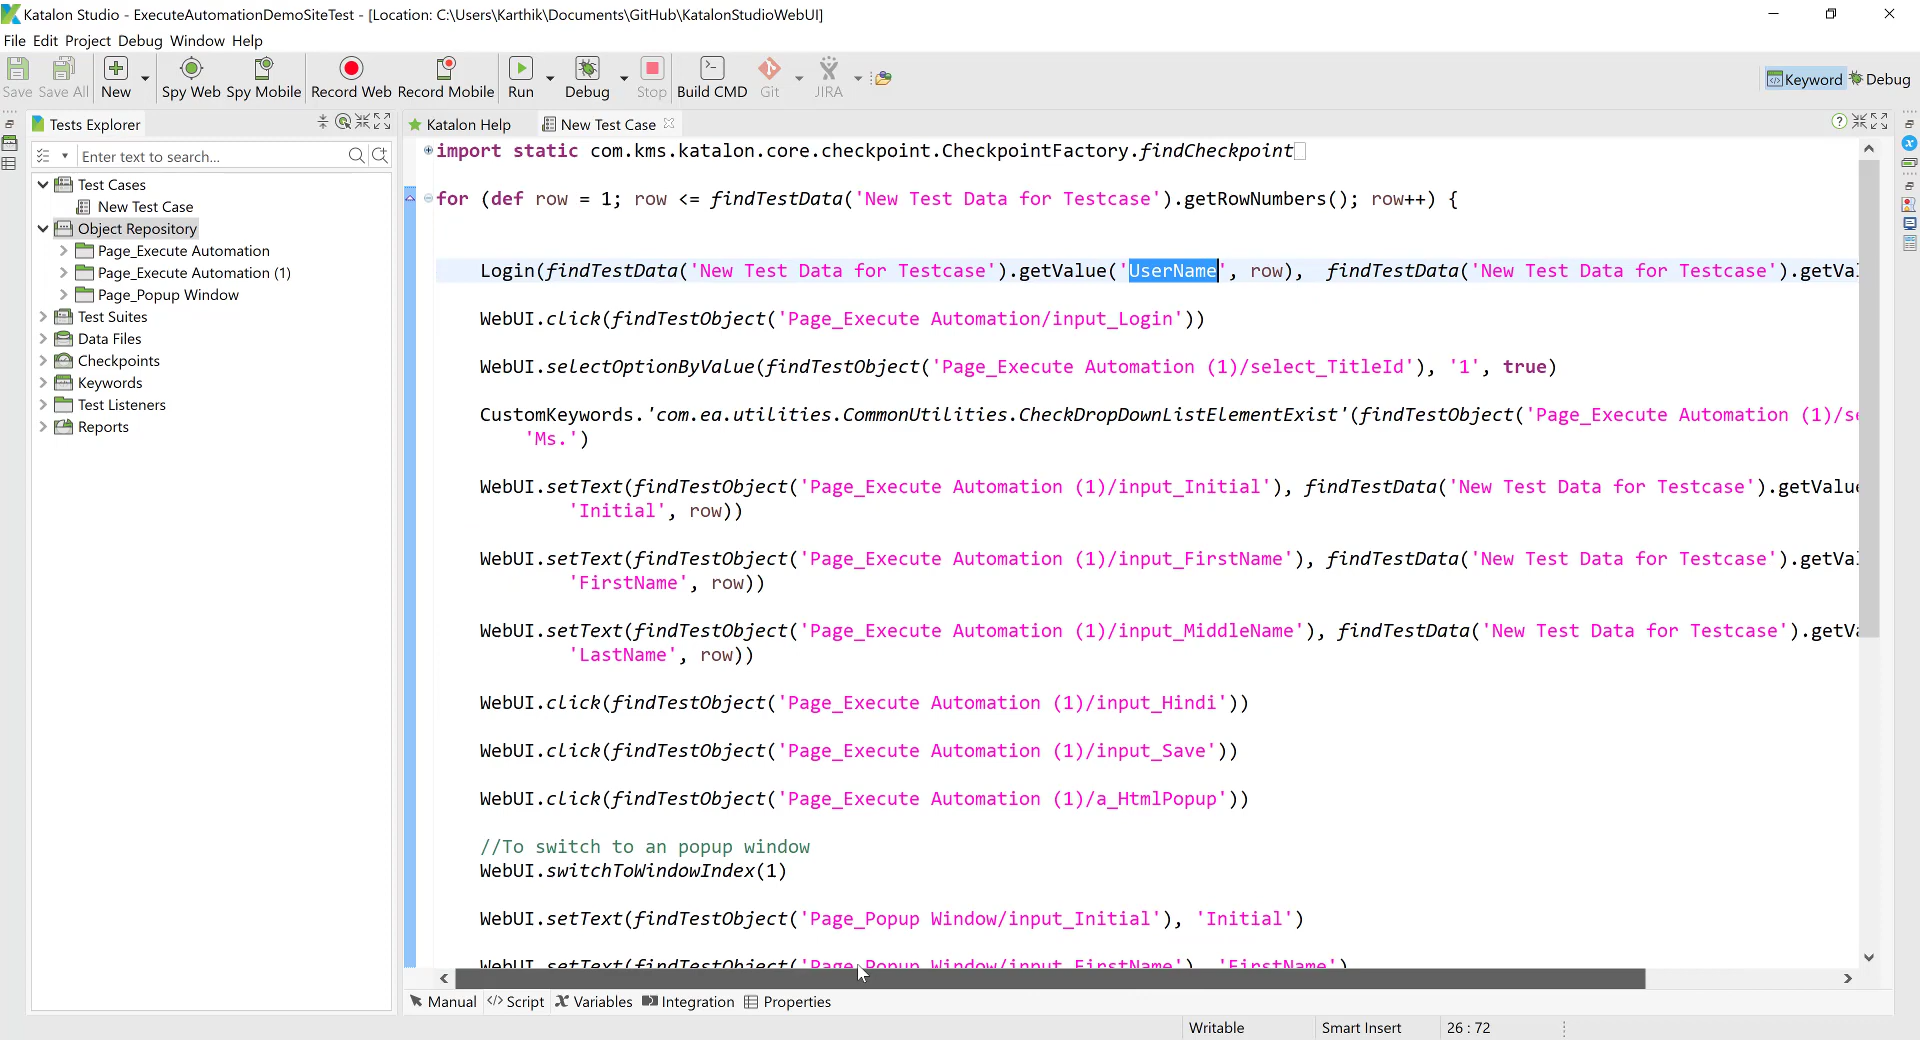 Katalon Studio - ExecuteAutomationDemoSiteTest - [Location: C:\Users\Karthik\Documents\GitHub\KatalonStudioWebUI]
File Edit Project Debug Window Help
Save Save All New Spy Web Spy Mobile Record Web Record Mobile Run Debug Stop Build CMD Git JIRA Keyword Debug
Tests Explorer
Enter text to search...
Test Cases
New Test Case
Object Repository
Page_Execute Automation
Page_Execute Automation (1)
Page_Popup Window
Test Suites
Data Files
Checkpoints
Keywords
Test Listeners
Reports
Katalon Help New Test Case
import static com.kms.katalon.core.checkpoint.CheckpointFactory.findCheckpoint
for (def row = 1; row <= findTestData('New Test Data for Testcase').getRowNumbers(); row++) {
Login(findTestData('New Test Data for Testcase').getValue('UserName', row), findTestData('New Test Data for Testcase').getVal
WebUI.click(findTestObject('Page_Execute Automation/input_Login'))
WebUI.selectOptionByValue(findTestObject('Page_Execute Automation (1)/select_TitleId'), '1', true)
CustomKeywords.'com.ea.utilities.CommonUtilities.CheckDropDownListElementExist'(findTestObject('Page_Execute Automation (1)/se
'Ms.')
WebUI.setText(findTestObject('Page_Execute Automation (1)/input_Initial'), findTestData('New Test Data for Testcase').getValue
'Initial', row))
WebUI.setText(findTestObject('Page_Execute Automation (1)/input_FirstName'), findTestData('New Test Data for Testcase').getVal
'FirstName', row))
WebUI.setText(findTestObject('Page_Execute Automation (1)/input_MiddleName'), findTestData('New Test Data for Testcase').getVa
'LastName', row))
WebUI.click(findTestObject('Page_Execute Automation (1)/input_Hindi'))
WebUI.click(findTestObject('Page_Execute Automation (1)/input_Save'))
WebUI.click(findTestObject('Page_Execute Automation (1)/a_HtmlPopup'))
//To switch to an popup window
WebUI.switchToWindowIndex(1)
WebUI.setText(findTestObject('Page_Popup Window/input_Initial'), 'Initial')
WebUI.setText(findTestObject('Page_Popup Window/input_FirstName'), 'FirstName')
Manual Script Variables Integration Properties
Writable Smart Insert 26 : 72